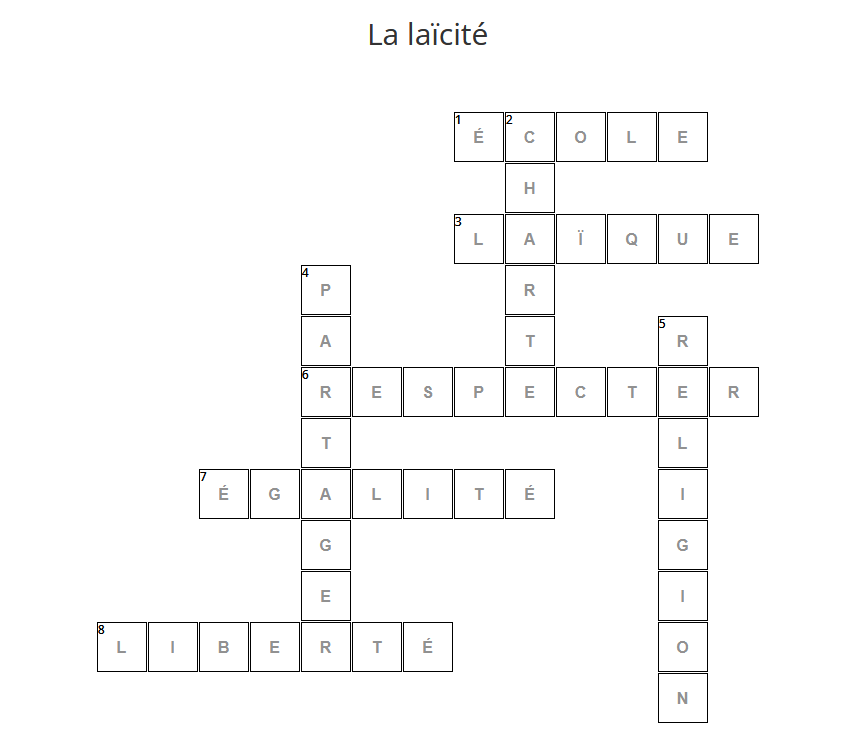 La laïcité
1 É 2 C O L E
H
3 L A Ï Q U E
4 P R
A T 5 R
6 R E S P E C T E R
T L
7 É G A L I T É I
G G
E I
8 L I B E R T É O
N